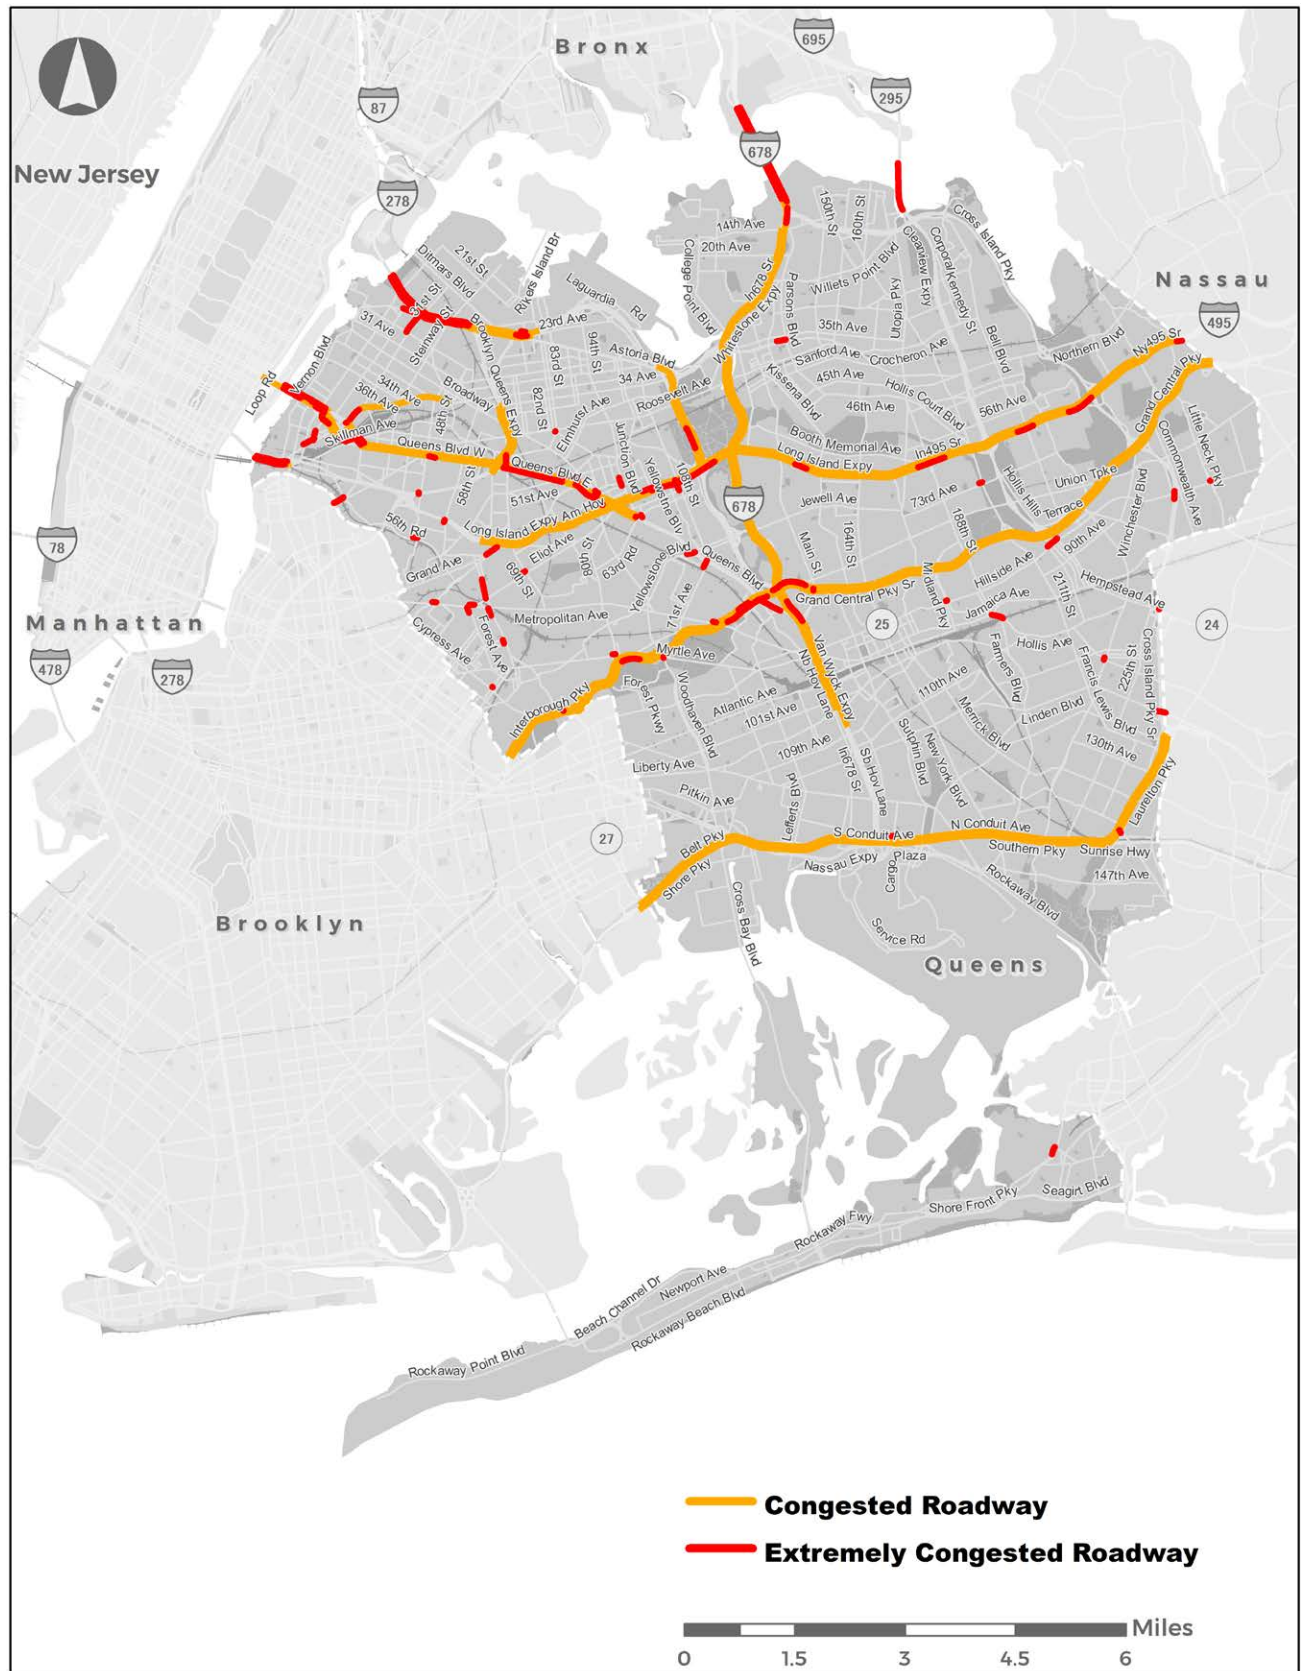 Bronx
695
295
87
678
New Jersey
278
150th St
160th St
Cross Island Pky
14th Ave
20th Ave
College Point Blvd
Clearview Expy
Corporal Kennedy St
21st St
Ditmars Blvd
Rikers Island Br
Laguardia Rd
In678 Sr
Whitestone Expy
Parsons Blvd
Willets Point Blvd
Utopia Pky
Nassau
495
31st St
31 Ave
Steinway St
Brooklyn Queens Expy
23rd Ave
94th St
83rd St
35th Ave
Bell Blvd
Northern Blvd
Ny495 Sr
Grand Central Pky
Vernon Blvd
Loop Rd
Astoria Blvd
34 Ave
Roosevelt Ave
Sanford Ave
Crocheron Ave
45th Ave
Kissena Blvd
Hollis Court Blvd
34th Ave
36th Ave
Broadway
48th St
82nd St
Elmhurst Ave
46th Ave
56th Ave
Little Neck Pky
Commonwealth Ave
Skillman Ave
Queens Blvd W
Queens Blvd E
Junction Blvd
Yellowstne Blv
108th St
Booth Memorial Ave
Long Island Expy
In495 Sr
Hollis Hills Terrace
Union Tpke
58th St
51st Ave
Jewell Ave
73rd Ave
188th St
Winchester Blvd
56th Rd
Long Island Expy Am Hov
678
164th St
Main St
90th Ave
78
Grand Ave
Eliot Ave
80th St
63rd Rd
69th St
Yellowstone Blvd
Queens Blvd
Grand Central Pky Sr
Midland Pky
Hillside Ave
211th St
Hempstead Ave
Metropolitan Ave
71st Ave
Jamaica Ave
Manhattan
Cypress Ave
Forest Ave
25
24
478
278
Myrtle Ave
Van Wyck Expy
Nb Hov Lane
Hollis Ave
Farmers Blvd
Francis Lewis Blvd
225th St
Cross Island Pky Sr
Interborough Pky
Forest Pkwy
Woodhaven Blvd
Atlantic Ave
101st Ave
110th Ave
Merrick Blvd
Linden Blvd
109th Ave
130th Ave
Liberty Ave
In678 Sr
Sb Hov Lane
Sutphin Blvd
New York Blvd
Laurelton Pky
Pitkin Ave
Lefferts Blvd
27
Belt Pky
Shore Pky
S Conduit Ave
N Conduit Ave
Southern Pky
Sunrise Hwy
Nassau Expy
Cargo Plaza
147th Ave
Rockaway Blvd
Cross Bay Blvd
Brooklyn
Service Rd
Queens
Seagirt Blvd
Shore Front Pky
Rockaway Fwy
Newport Ave
Beach Channel Dr
Rockaway Beach Blvd
Rockaway Point Blvd
Congested Roadway
Extremely Congested Roadway
Miles
0 1.5 3 4.5 6